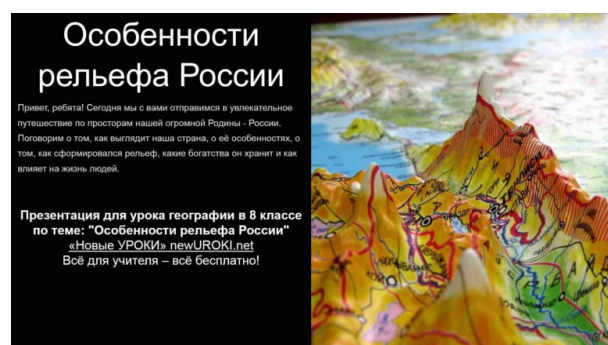 Особенности
рельефа России
Привет, ребята! Сегодня мы с вами отправимся в увлекательное
путешествие по просторам нашей огромной Родины - России.
Поговорим о том, как выглядит наша страна, о её особенностях, о
том, как сформировался рельеф, какие богатства он хранит и как
влияет на жизнь людей.
Презентация для урока географии в 8 классе
по теме: "Особенности рельефа России"
«Новые УРОКИ» newUROKI.net
Всё для учителя – всё бесплатно!